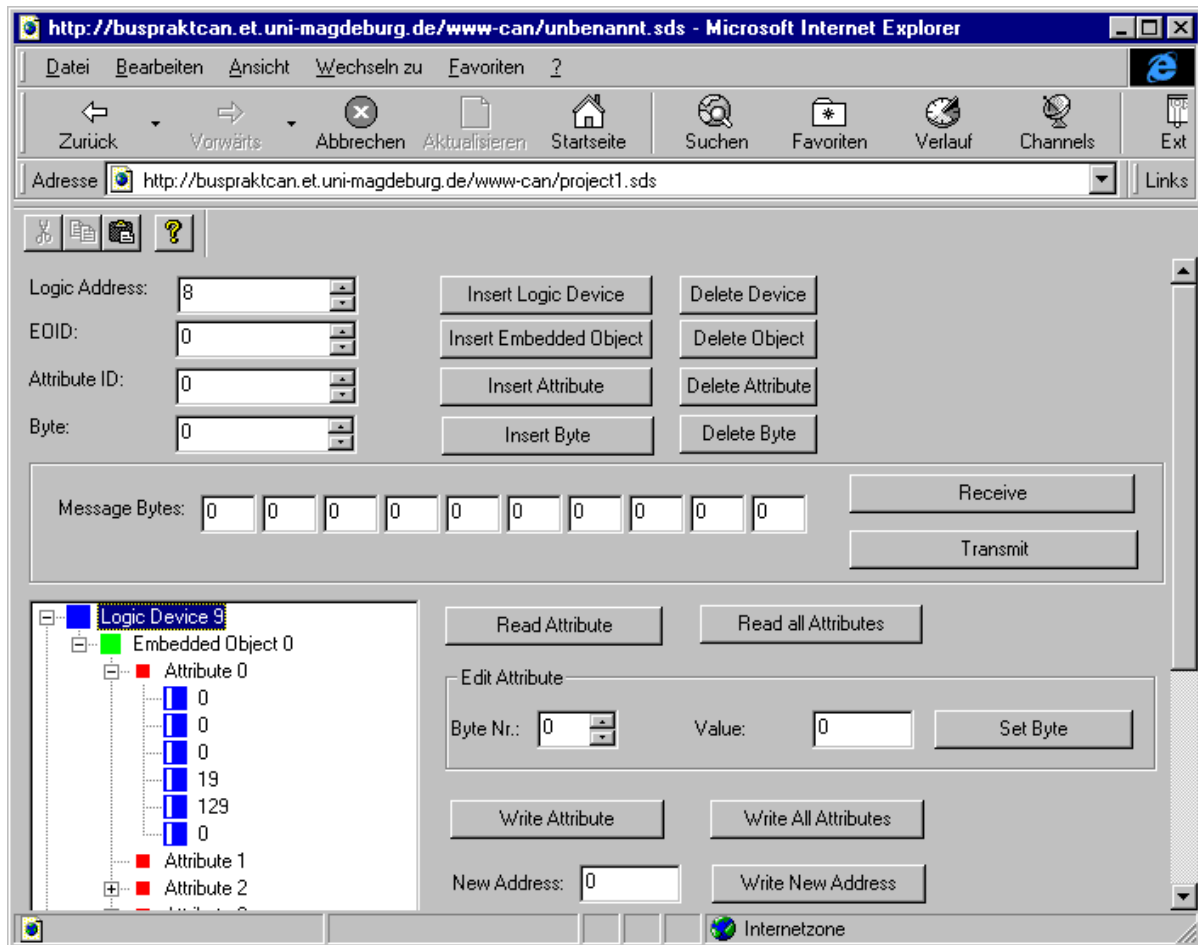 http://buspraktcan.et.uni-magdeburg.de/www-can/unbenannt.sds - Microsoft Internet Explorer
Datei Bearbeiten Ansicht Wechseln zu Favoriten ?
Zurück Vorwärts Abbrechen Aktualisieren Startseite Suchen Favoriten Verlauf Channels Ext
Adresse http://buspraktcan.et.uni-magdeburg.de/www-can/project1.sds Links
Logic Address: 8 Insert Logic Device Delete Device
EOID: 0 Insert Embedded Object Delete Object
Attribute ID: 0 Insert Attribute Delete Attribute
Byte: 0 Insert Byte Delete Byte
Message Bytes: 0 0 0 0 0 0 0 0 0 0 Receive
Transmit
Logic Device 9
Embedded Object 0
Attribute 0
0
0
0
19
129
0
Attribute 1
Attribute 2
Read Attribute Read all Attributes
Edit Attribute
Byte Nr.: 0 Value: 0 Set Byte
Write Attribute Write All Attributes
New Address: 0 Write New Address
Internetzone